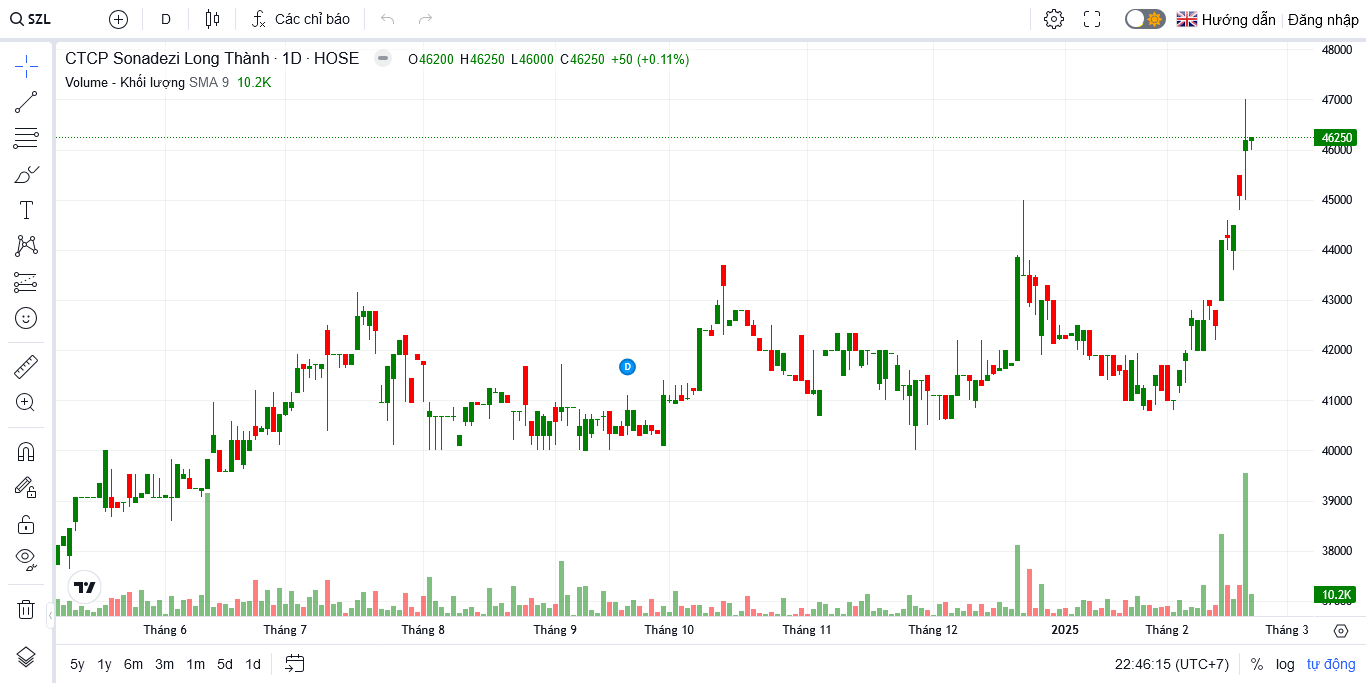 SZL D Các chỉ báo Hướng dẫn Đăng nhập
CTCP Sonadezi Long Thành · 1D · HOSE O46200 H46250 L46000 C46250 +50 (+0.11%)
Volume - Khối lượng SMA 9 10.2K
48000
47000
46250
46000
45000
44000
43000
42000
41000
40000
39000
38000
10.2K
37000
D
Tháng 6 Tháng 7 Tháng 8 Tháng 9 Tháng 10 Tháng 11 Tháng 12 2025 Tháng 2 Tháng 3
5y 1y 6m 3m 1m 5d 1d 22:46:15 (UTC+7) % log tự động